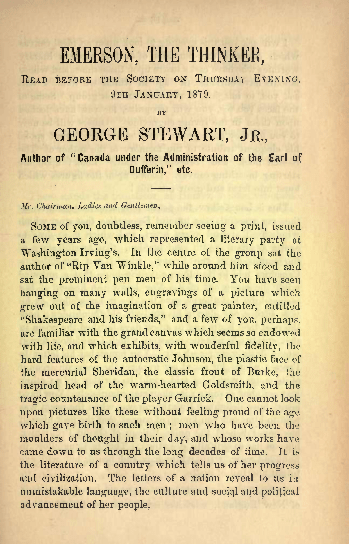 EMERSON, THE THINKER,
READ BEFORE THE SOCIETY ON THURSDAY EVENING,
9TH JANUARY, 1879.
BY
GEORGE STEWART, JR.,
Author of "Canada under the Administration of the Earl of
Dufferin," etc.
Mr. Chairman, Ladies and Gentlemen,
SOME of you, doubtless, remember seeing a print, issued
a few years ago, which represented a literary party at
Washington Irving's. In the centre of the group sat the
author of "Rip Van Winkle," while around him stood and
sat the prominent pen men of his time. You have seen
hanging on many walls, engravings of a picture which
grew out of the imagination of a great painter, entitled
"Shakespeare and his friends," and a few of you, perhaps,
are familiar with the grand canvas which seems so endowed
with life, and which exhibits, with wonderful fidelity, the
hard features of the autocratic Johnson, the plastic face of
the mercurial Sheridan, the classic front of Burke, the
inspired head of the warm-hearted Goldsmith, and the
tragic countenance of the player Garrick. One cannot look
upon pictures like these without feeling proud of the age
which gave birth to such men; men who have been the
moulders of thought in their day, and whose works have
came down to us through the long decades of time. It is
the literature of a country which tells us of her progress
and civilization. The letters of a nation reveal to us in
unmistakable language, the culture and social and political
advancement of her people.